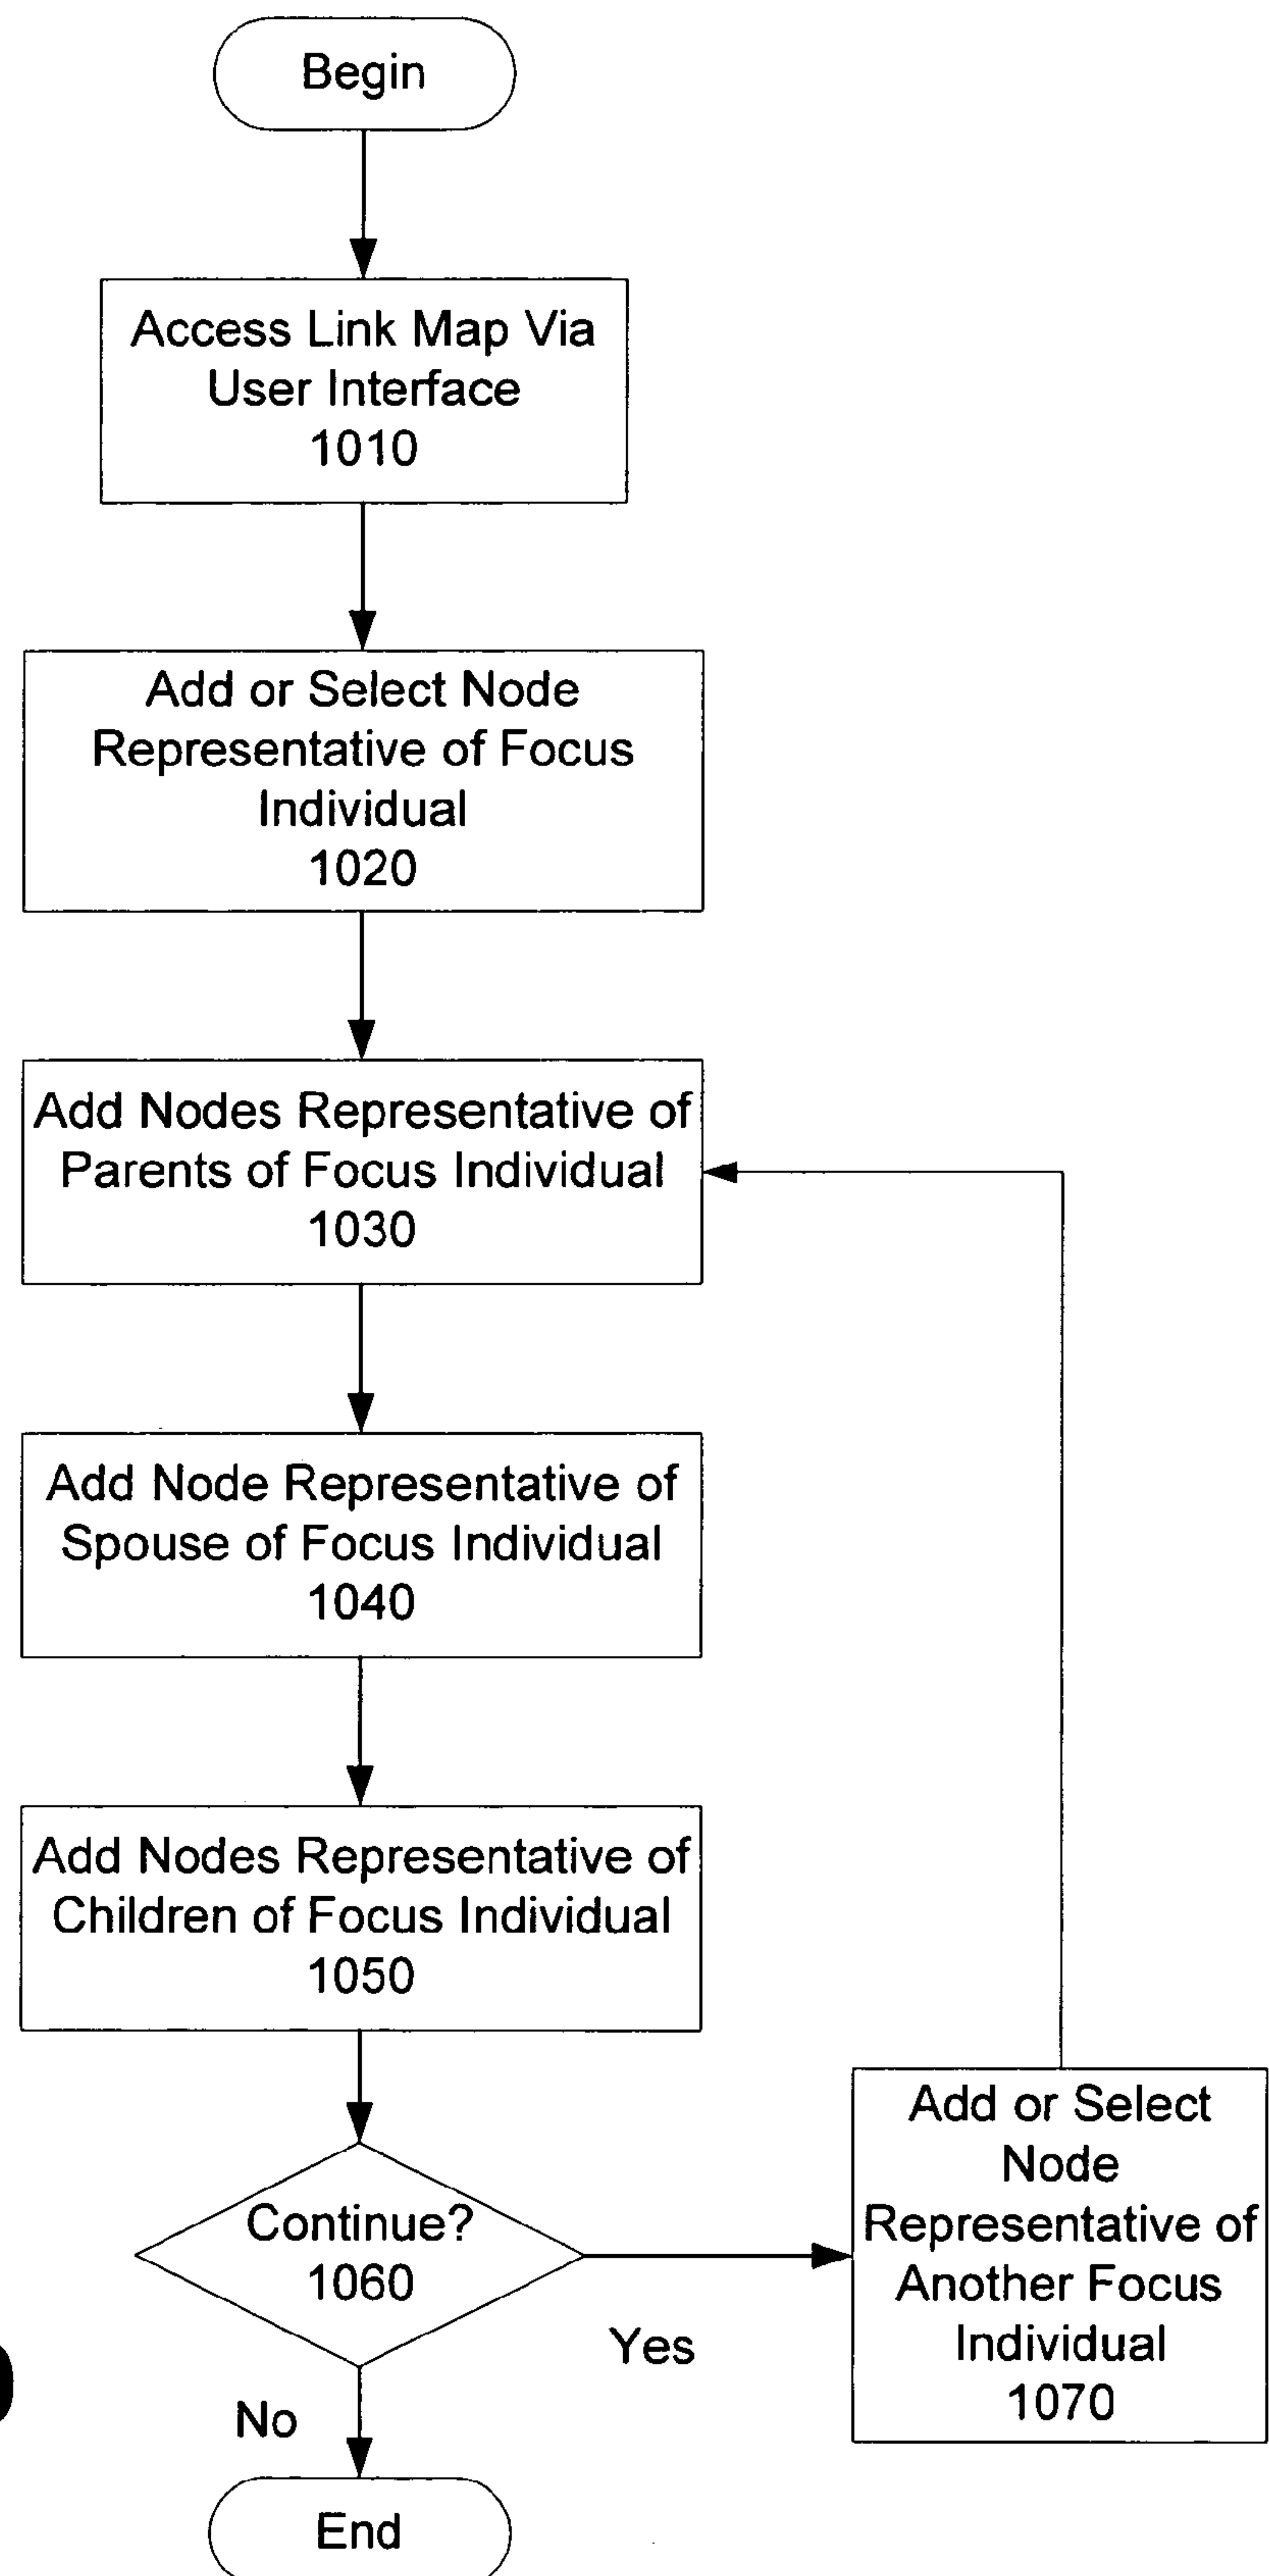 Begin
Access Link Map Via
User Interface
1010
Add or Select Node
Representative of Focus
Individual
1020
Add Nodes Representative of
Parents of Focus Individual
1030
Add Node Representative of
Spouse of Focus Individual
1040
Add Nodes Representative of
Children of Focus Individual
1050
Continue?
1060
Yes
No
Add or Select
Node
Representative of
Another Focus
Individual
1070
End